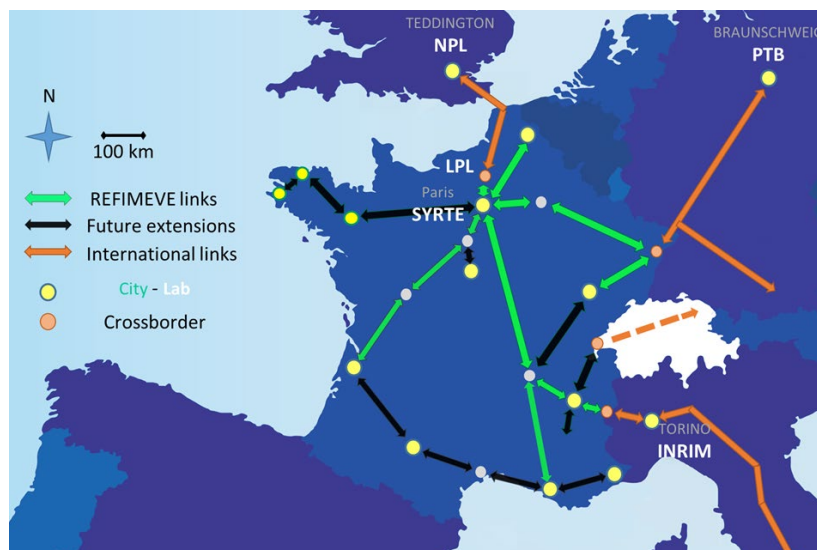 TEDDINGTON
NPL
BRAUNSCHWEIG
PTB
N
100 km
LPL
Paris
SYRTE
REFIMEVE links
Future extensions
International links
City - Lab
Crossborder
TORINO
INRIM